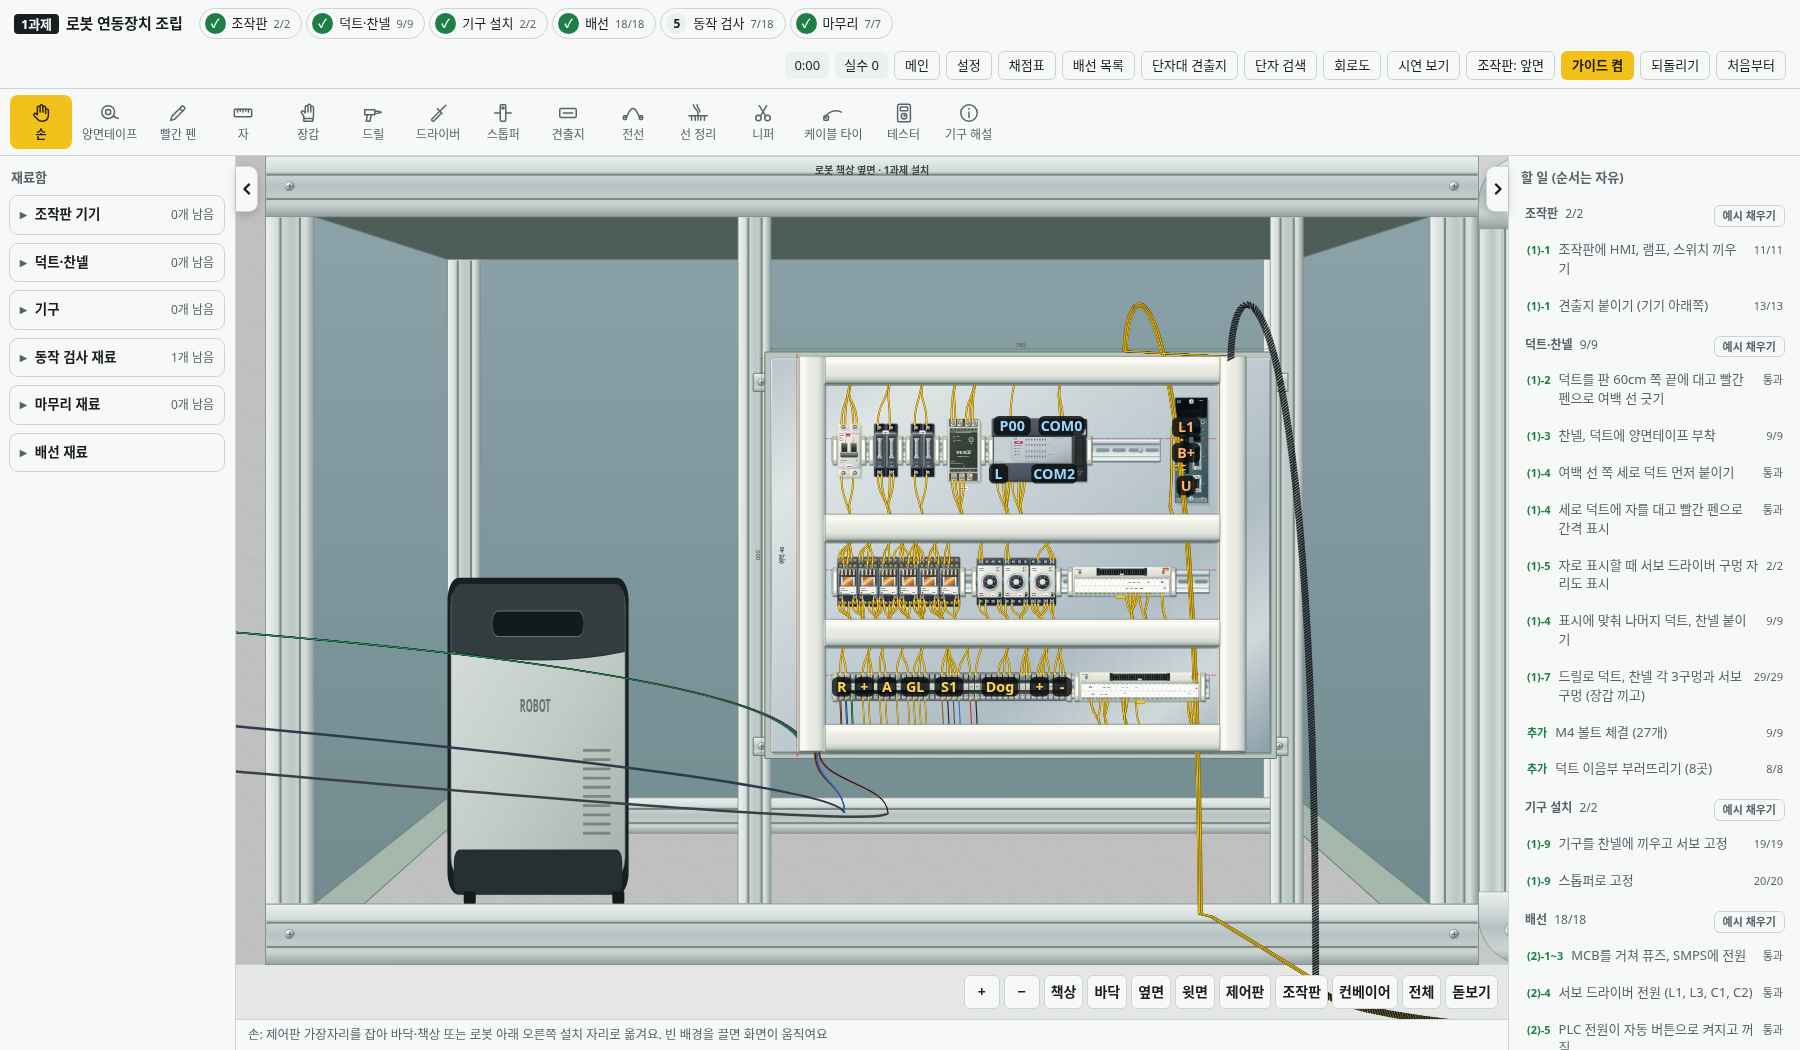 1과제 로봇 연동장치 조립 조작판 2/2 덕트·찬넬 9/9 기구 설치 2/2 배선 18/18 5 동작 검사 7/18 마무리 7/7
0:00 실수 0 메인 설정 채점표 배선 목록 단자대 견출지 단자 검색 회로도 시연 보기 조작판: 앞면 가이드 켬 되돌리기 처음부터
손 양면테이프 빨간 펜 자 장갑 드릴 드라이버 스톱퍼 견출지 전선 선 정리 니퍼 케이블 타이 테스터 기구 해설
재료함
조작판 기기 0개 남음
덕트·찬넬 0개 남음
기구 0개 남음
동작 검사 재료 1개 남음
마무리 재료 0개 남음
배선 재료
로봇 책상 옆면 · 1과제 설치
760
P00 COM0
L COM2
L1
B+
U
R + A GL S1 Dog + -
ROBOT
+ − 책상 바닥 옆면 윗면 제어판 조작판 컨베이어 전체 돋보기
손: 제어판 가장자리를 잡아 바닥·책상 또는 로봇 아래 오른쪽 설치 자리로 옮겨요. 빈 배경을 끌면 화면이 움직여요
할 일 (순서는 자유)
조작판 2/2 예시 채우기
(1)-1 조작판에 HMI, 램프, 스위치 끼우 11/11
기
(1)-1 견출지 붙이기 (기기 아래쪽) 13/13
덕트·찬넬 9/9 예시 채우기
(1)-2 덕트를 판 60cm 쪽 끝에 대고 빨간 통과
펜으로 여백 선 긋기
(1)-3 찬넬, 덕트에 양면테이프 부착 9/9
(1)-4 여백 선 쪽 세로 덕트 먼저 붙이기 통과
(1)-4 세로 덕트에 자를 대고 빨간 펜으로 통과
간격 표시
(1)-5 자로 표시할 때 서보 드라이버 구멍 자 2/2
리도 표시
(1)-4 표시에 맞춰 나머지 덕트, 찬넬 붙이 9/9
기
(1)-7 드릴로 덕트, 찬넬 각 3구멍과 서보 29/29
구멍 (장갑 끼고)
추가 M4 볼트 체결 (27개) 9/9
추가 덕트 이음부 부러뜨리기 (8곳) 8/8
기구 설치 2/2 예시 채우기
(1)-9 기구를 찬넬에 끼우고 서보 고정 19/19
(1)-9 스톱퍼로 고정 20/20
배선 18/18 예시 채우기
(2)-1~3 MCB를 거쳐 퓨즈, SMPS에 전원 통과
(2)-4 서보 드라이버 전원 (L1, L3, C1, C2) 통과
(2)-5 PLC 전원이 자동 버튼으로 켜지고 꺼 통과